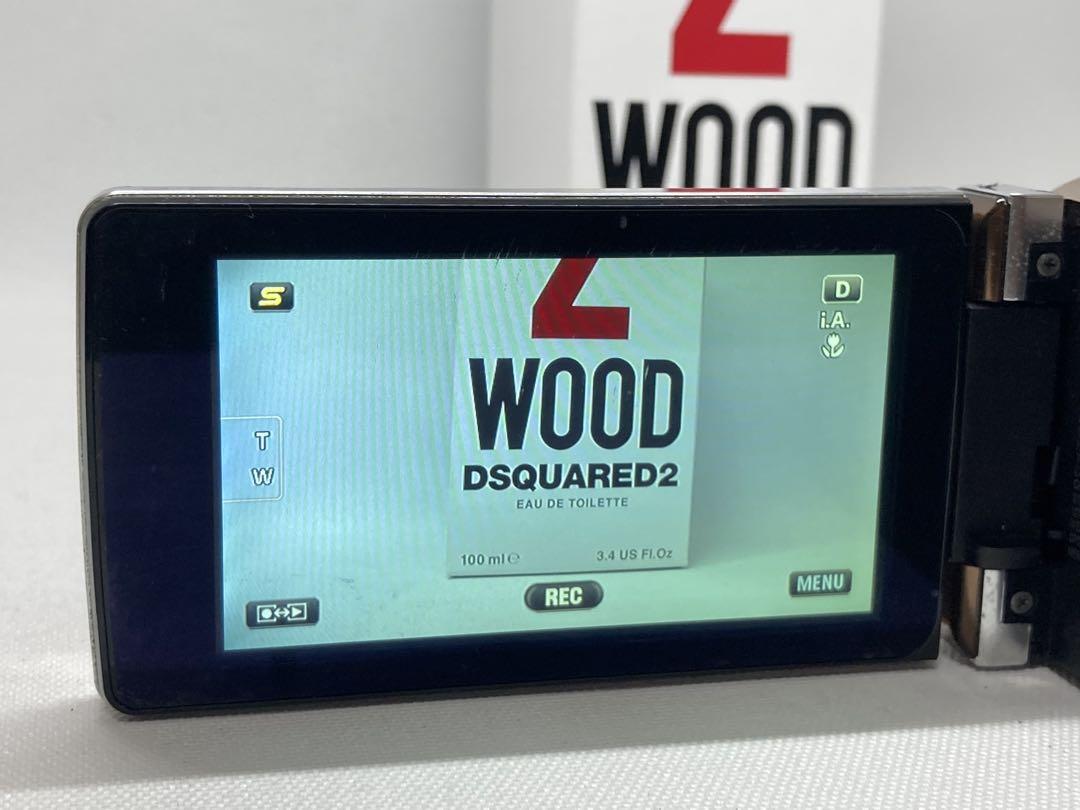 WOOD
S
D
i.A.
T
W
WOOD
DSQUARED2
EAU DE TOILETTE
100 ml ℮
3.4 US Fl.Oz
REC
MENU